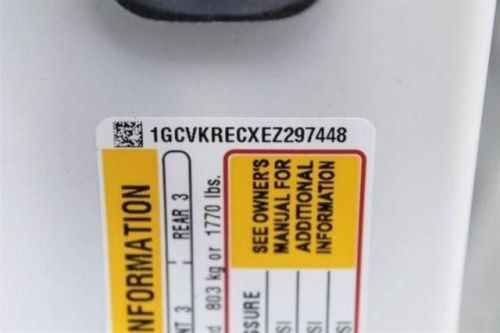 1GCVKRECXEZ297448
INFORMATION
REAR 3
803 kg or 1770 lbs.
SEE OWNER'S
MANUAL FOR
ADDITIONAL
INFORMATION